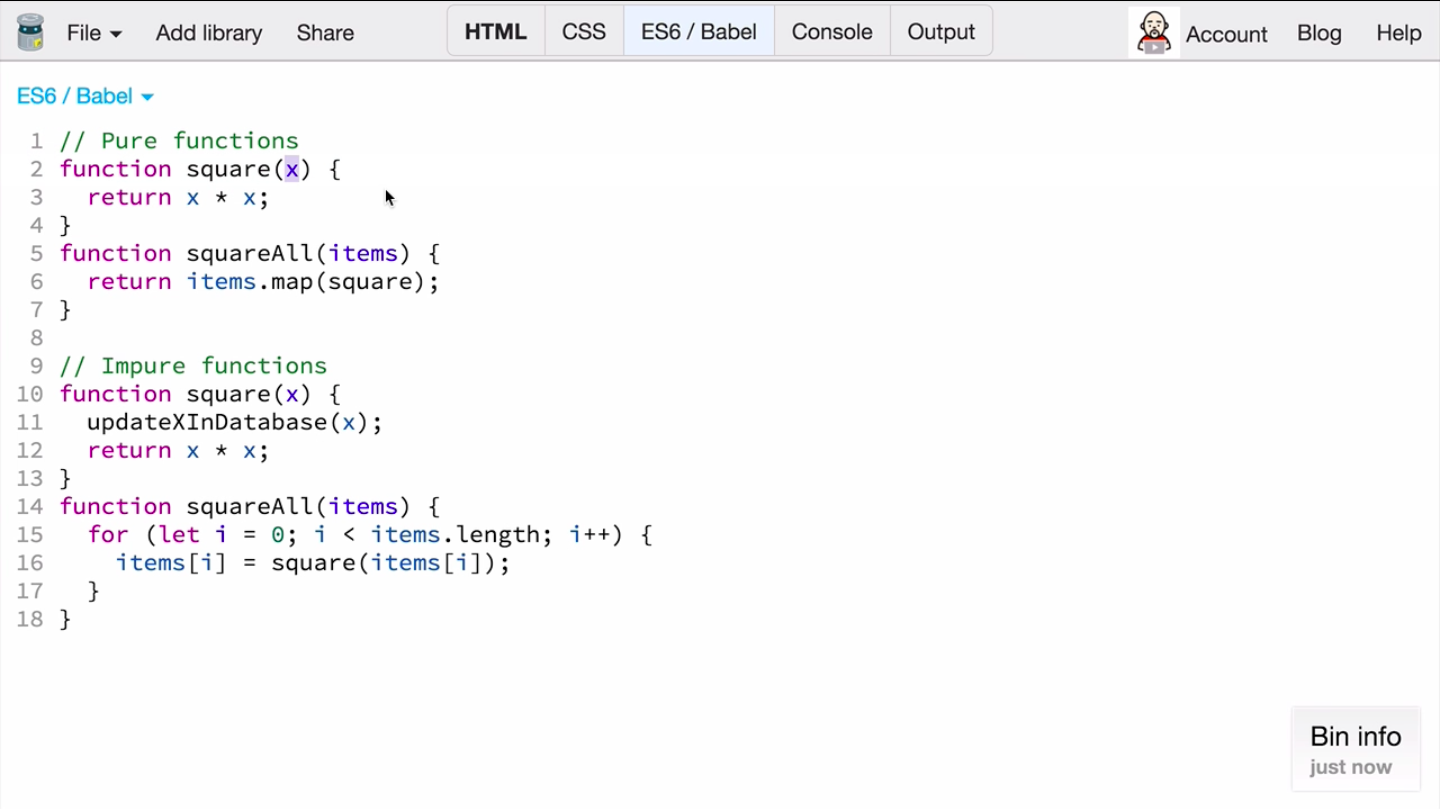 File Add library Share HTML CSS ES6 / Babel Console Output Account Blog Help
ES6 / Babel
1 // Pure functions
2 function square(x) {
3   return x * x;
4 }
5 function squareAll(items) {
6   return items.map(square);
7 }
8
9 // Impure functions
10 function square(x) {
11   updateXInDatabase(x);
12   return x * x;
13 }
14 function squareAll(items) {
15   for (let i = 0; i < items.length; i++) {
16     items[i] = square(items[i]);
17   }
18 }
Bin info
just now